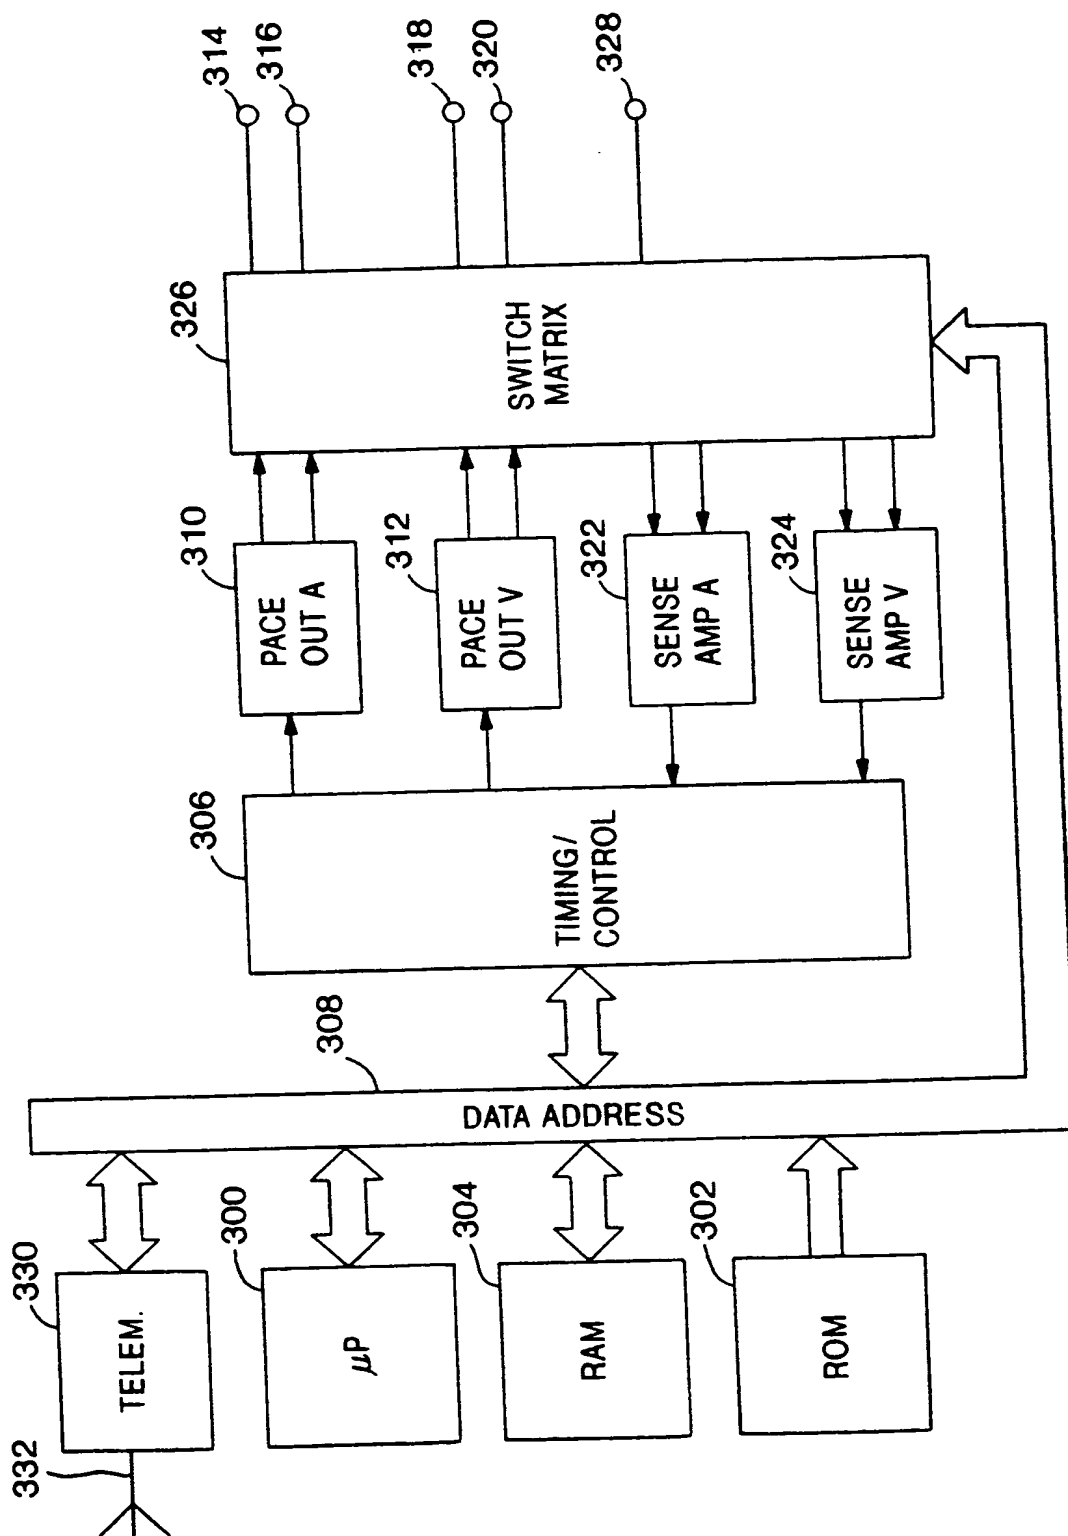 332
330
TELEM.
300
μP
304
RAM
302
ROM
308
DATA ADDRESS
306
TIMING/
CONTROL
310
PACE
OUT A
312
PACE
OUT V
322
SENSE
AMP A
324
SENSE
AMP V
326
SWITCH
MATRIX
314
316
318
320
328